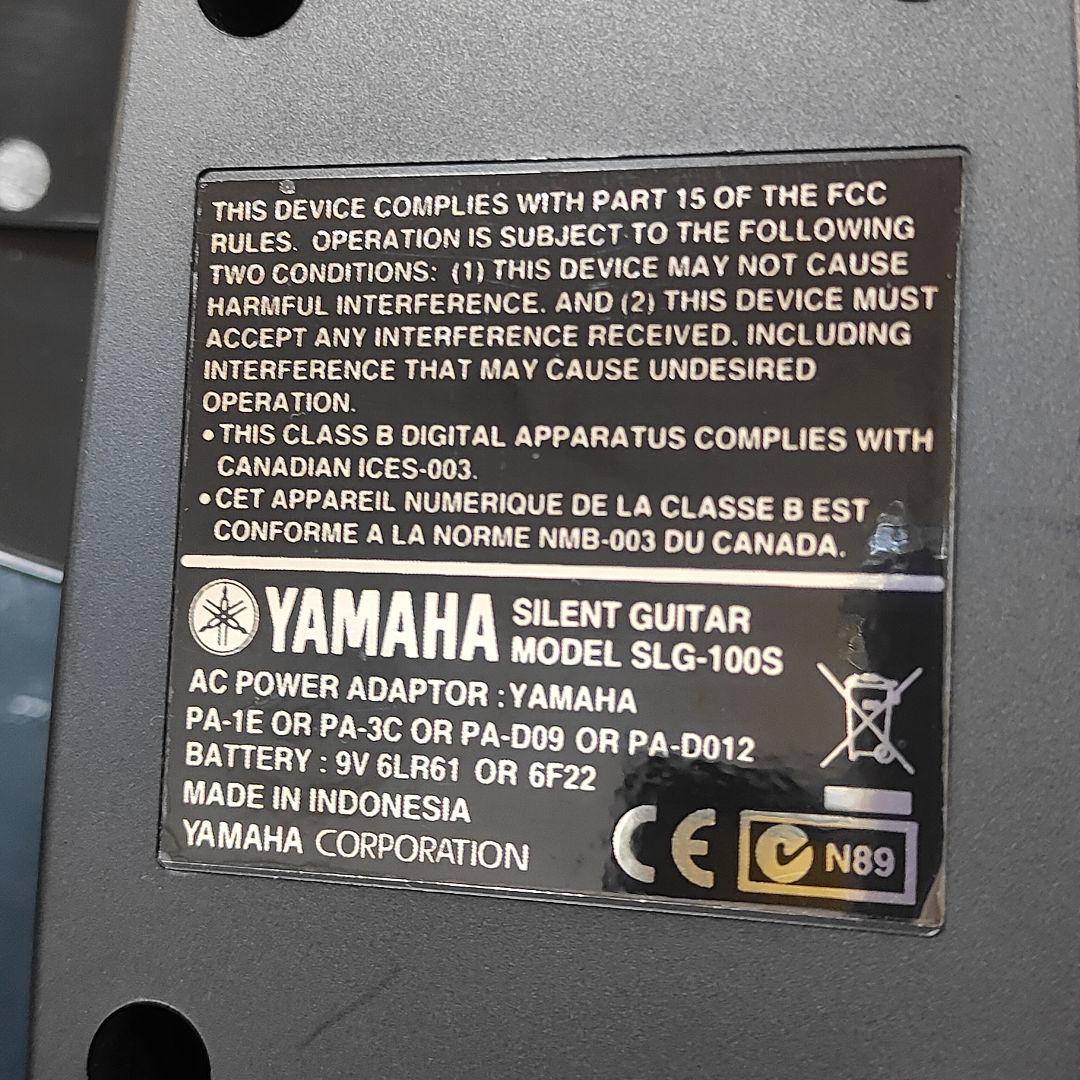 THIS DEVICE COMPLIES WITH PART 15 OF THE FCC
RULES. OPERATION IS SUBJECT TO THE FOLLOWING
TWO CONDITIONS: (1) THIS DEVICE MAY NOT CAUSE
HARMFUL INTERFERENCE. AND (2) THIS DEVICE MUST
ACCEPT ANY INTERFERENCE RECEIVED. INCLUDING
INTERFERENCE THAT MAY CAUSE UNDESIRED
OPERATION.
• THIS CLASS B DIGITAL APPARATUS COMPLIES WITH
CANADIAN ICES-003.
• CET APPAREIL NUMERIQUE DE LA CLASSE B EST
CONFORME A LA NORME NMB-003 DU CANADA.
YAMAHA SILENT GUITAR
MODEL SLG-100S
AC POWER ADAPTOR : YAMAHA
PA-1E OR PA-3C OR PA-D09 OR PA-D012
BATTERY : 9V 6LR61 OR 6F22
MADE IN INDONESIA
YAMAHA CORPORATION
CE N89